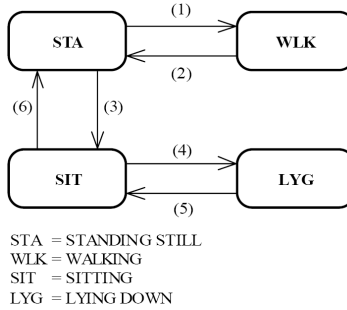 (1)
STA WLK
(2)
(6) (3)
(4)
SIT LYG
(5)
STA = STANDING STILL
WLK = WALKING
SIT = SITTING
LYG = LYING DOWN